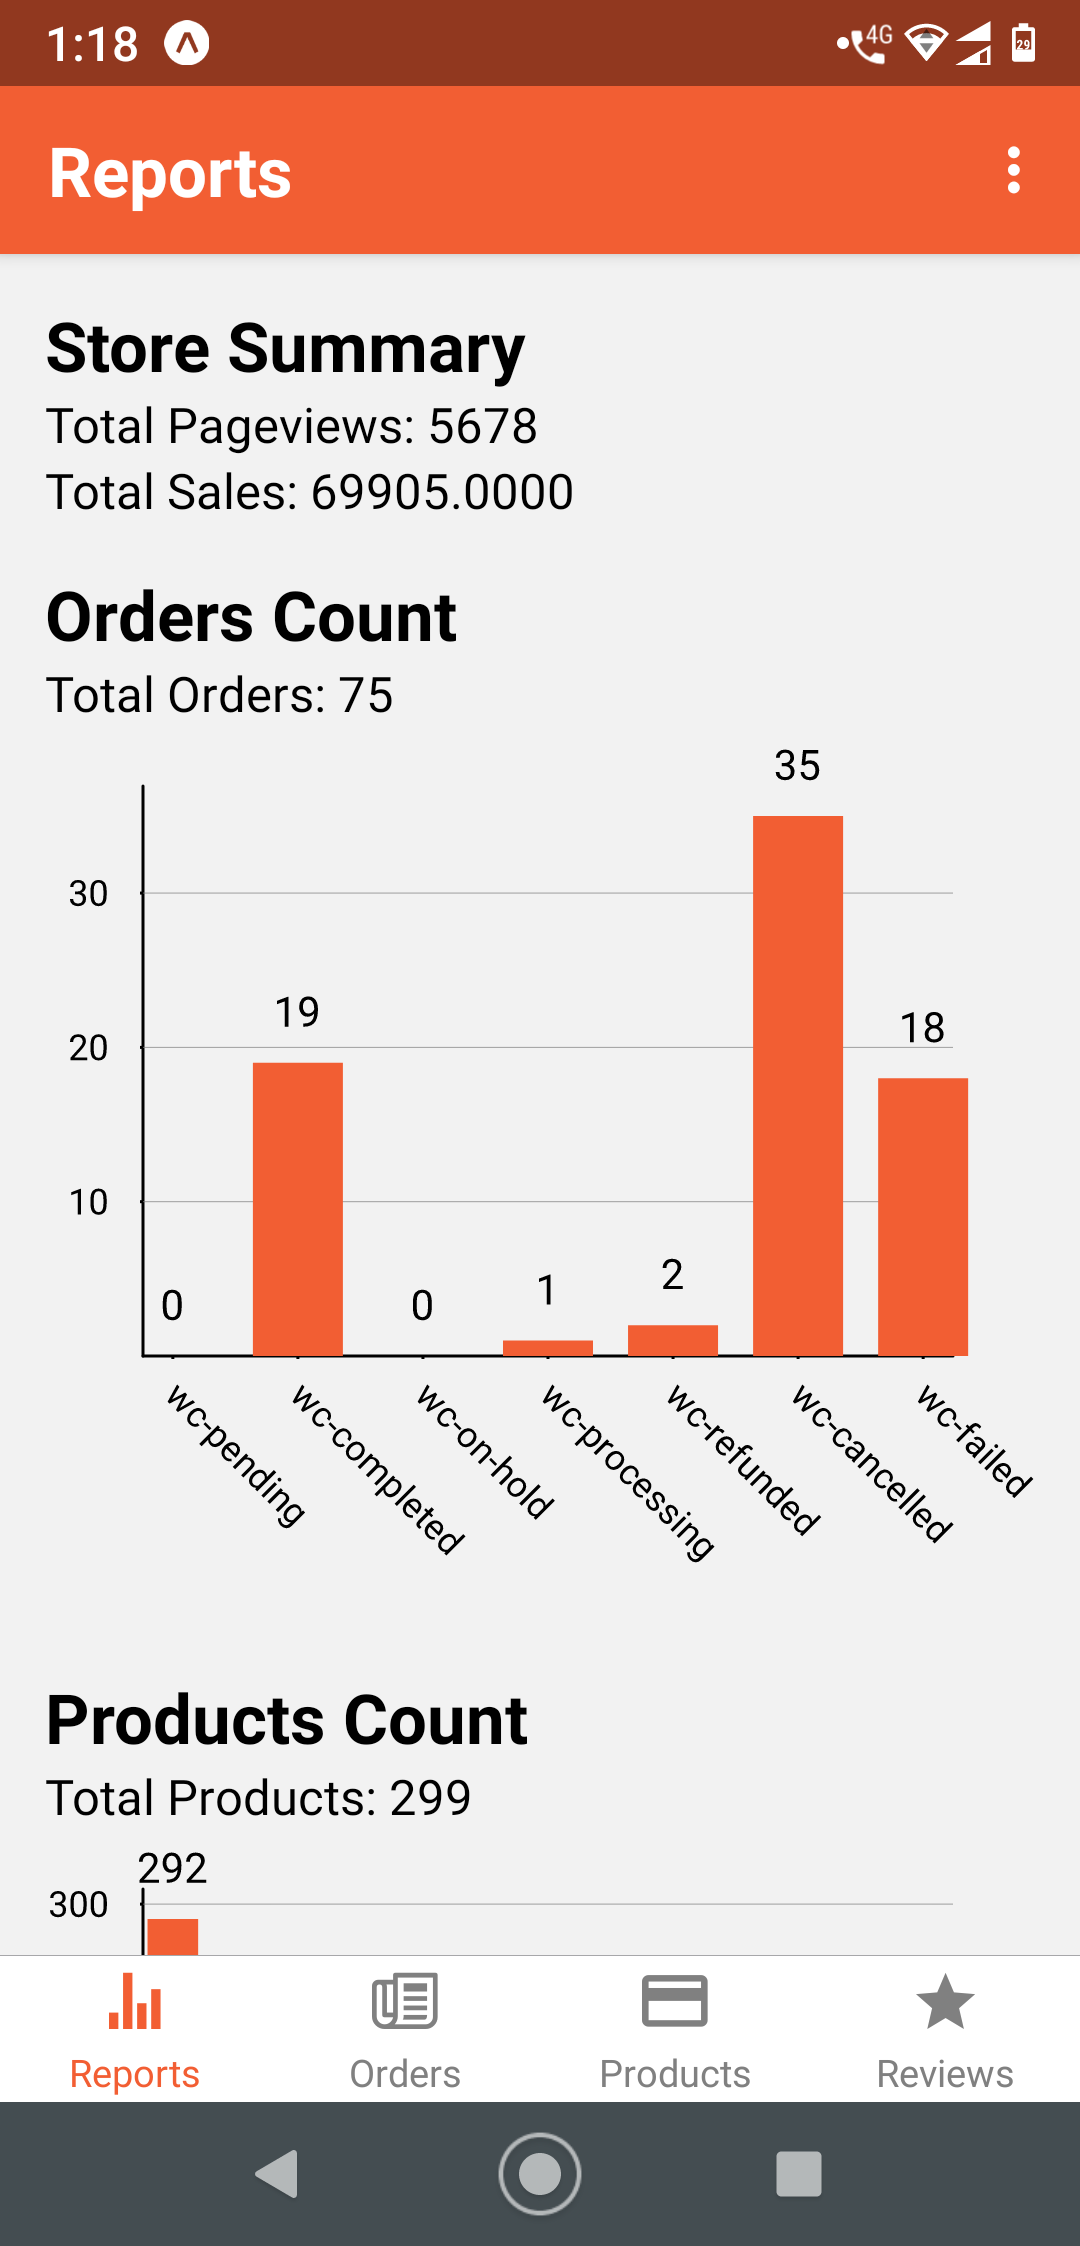 1:18
4G
29
Reports
Store Summary
Total Pageviews: 5678
Total Sales: 69905.0000
Orders Count
Total Orders: 75
35
30
19
18
20
10
0
0
1
2
wc-pending
wc-completed
wc-on-hold
wc-processing
wc-refunded
wc-cancelled
wc-failed
Products Count
Total Products: 299
292
300
Reports
Orders
Products
Reviews